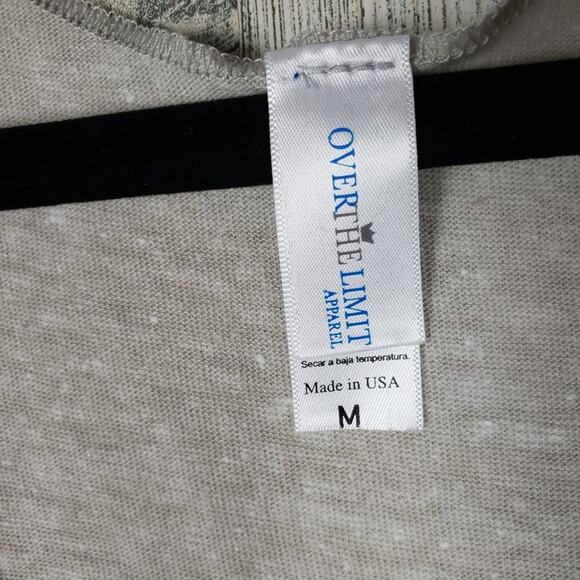 OVERTHE LIMIT
APPAREL
Secar a baja temperatura.
Made in USA
M